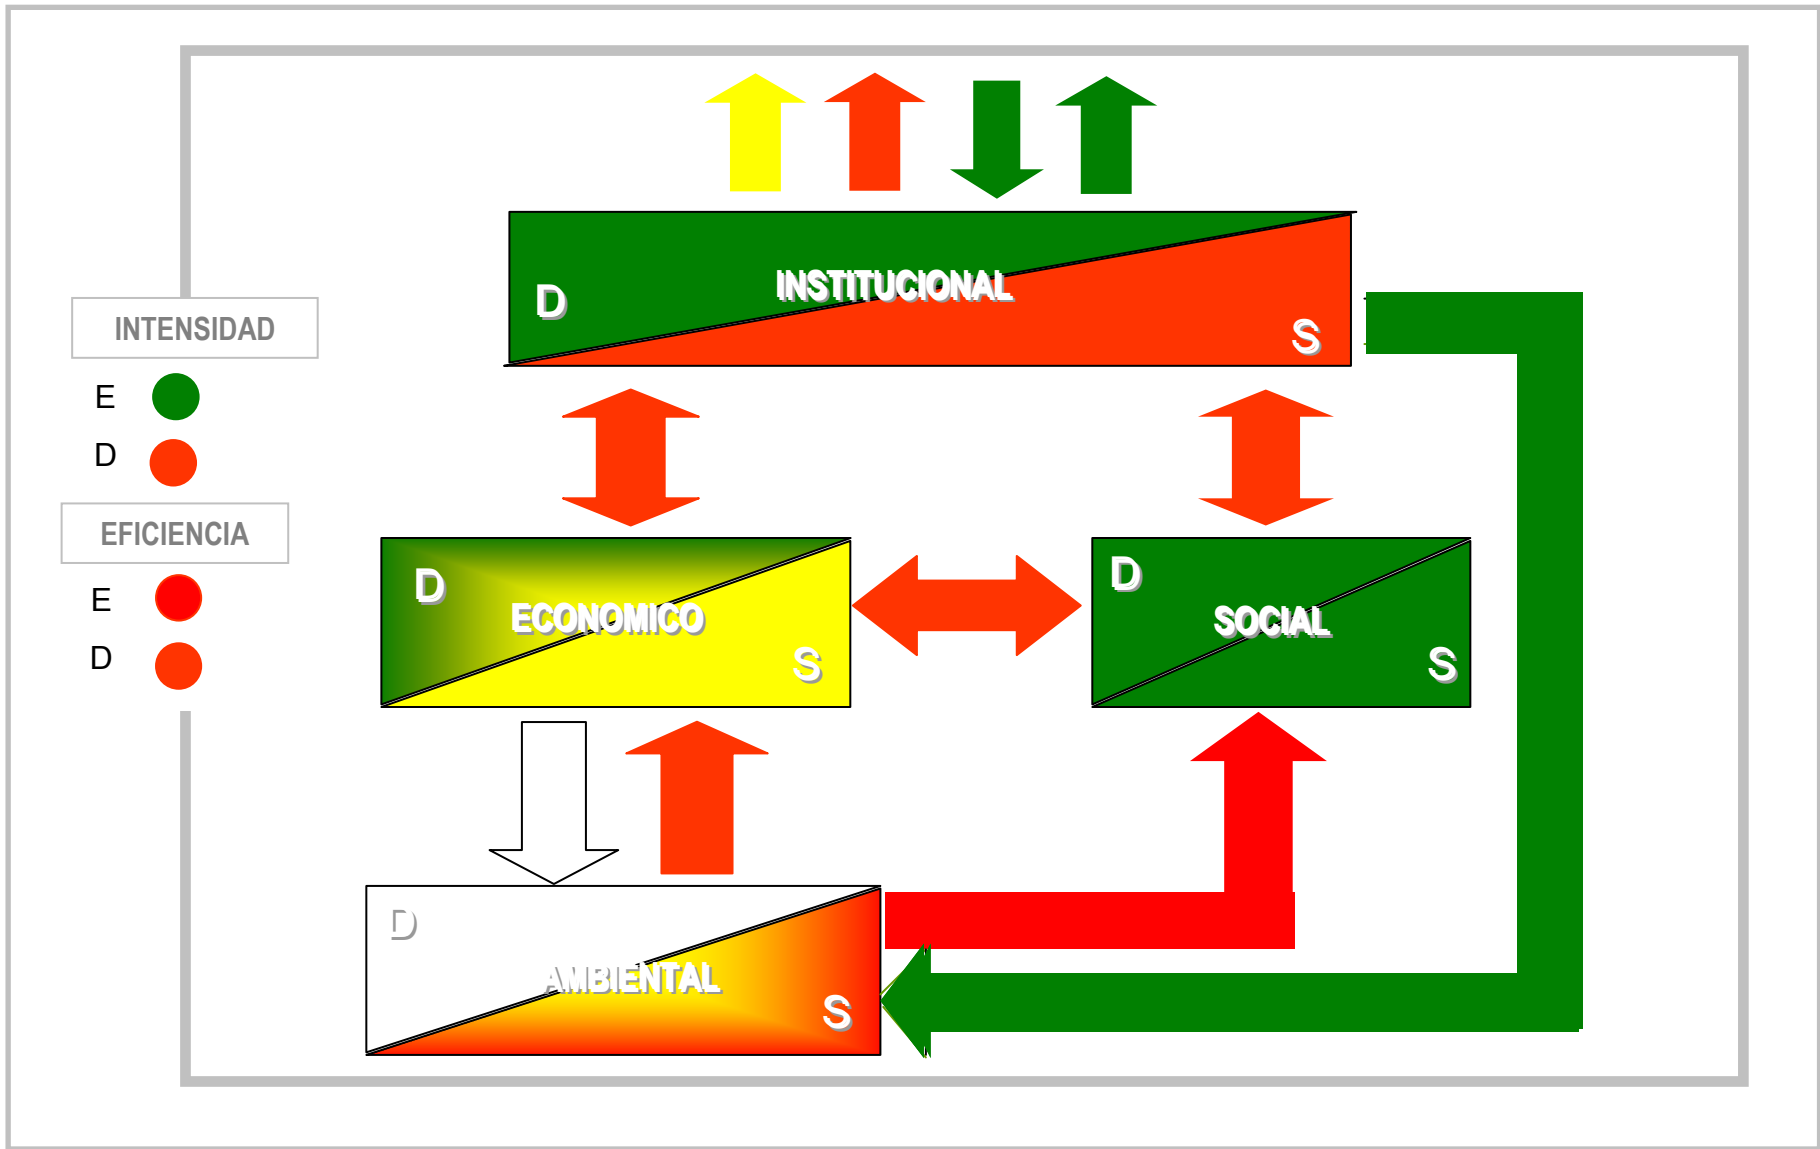 INSTITUCIONAL
D
S
INTENSIDAD
E
D
EFICIENCIA
E
D
D
ECONOMICO
S
D
SOCIAL
S
D
AMBIENTAL
S